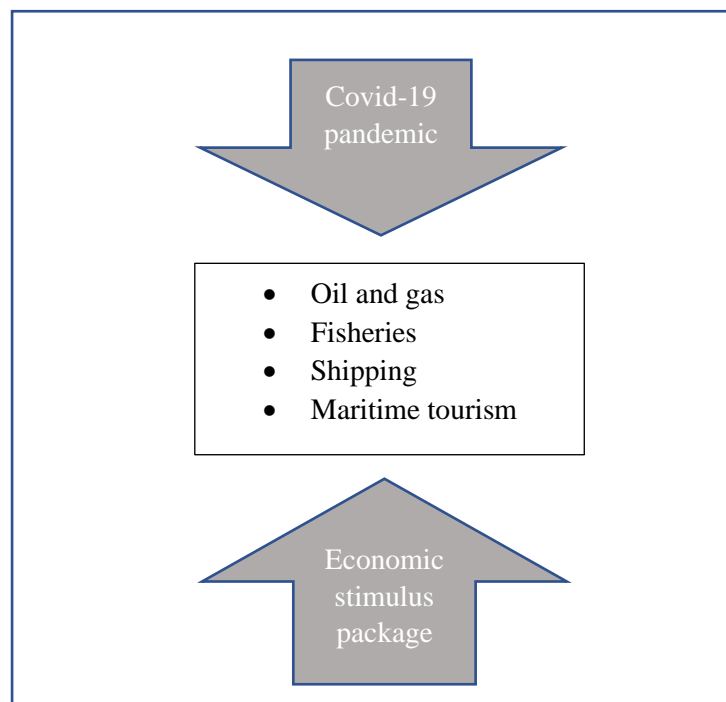 Covid-19
pandemic
• Oil and gas
• Fisheries
• Shipping
• Maritime tourism
Economic
stimulus
package